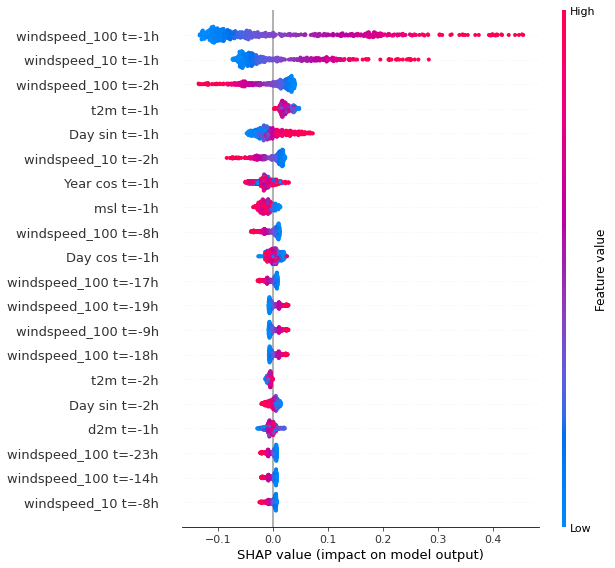 High
windspeed_100 t=-1h
windspeed_10 t=-1h
windspeed_100 t=-2h
t2m t=-1h
Day sin t=-1h
windspeed_10 t=-2h
Year cos t=-1h
msl t=-1h
windspeed_100 t=-8h
Day cos t=-1h
windspeed_100 t=-17h
windspeed_100 t=-19h
windspeed_100 t=-9h
windspeed_100 t=-18h
t2m t=-2h
Day sin t=-2h
d2m t=-1h
windspeed_100 t=-23h
windspeed_100 t=-14h
windspeed_10 t=-8h
Feature value
Low
−0.1 0.0 0.1 0.2 0.3 0.4
SHAP value (impact on model output)